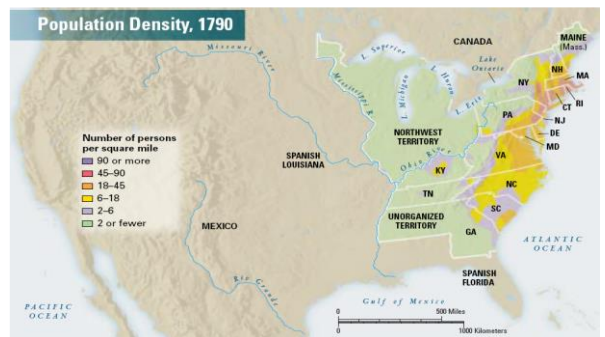 Population Density, 1790
CANADA
MAINE
(Mass.)
Missouri River
L. Superior
Mississippi R.
L. Michigan
L. Huron
Lake
Ontario
L. Erie
NY
NH
MA
RI
CT
NJ
PA
DE
MD
NORTHWEST
TERRITORY
Ohio River
VA
KY
SPANISH
LOUISIANA
NC
TN
SC
UNORGANIZED
TERRITORY
GA
MEXICO
Number of persons
per square mile
90 or more
45–90
18–45
6–18
2–6
2 or fewer
ATLANTIC
OCEAN
SPANISH
FLORIDA
Rio Grande
Gulf of Mexico
PACIFIC
OCEAN
0 500 Miles
0 1000 Kilometers